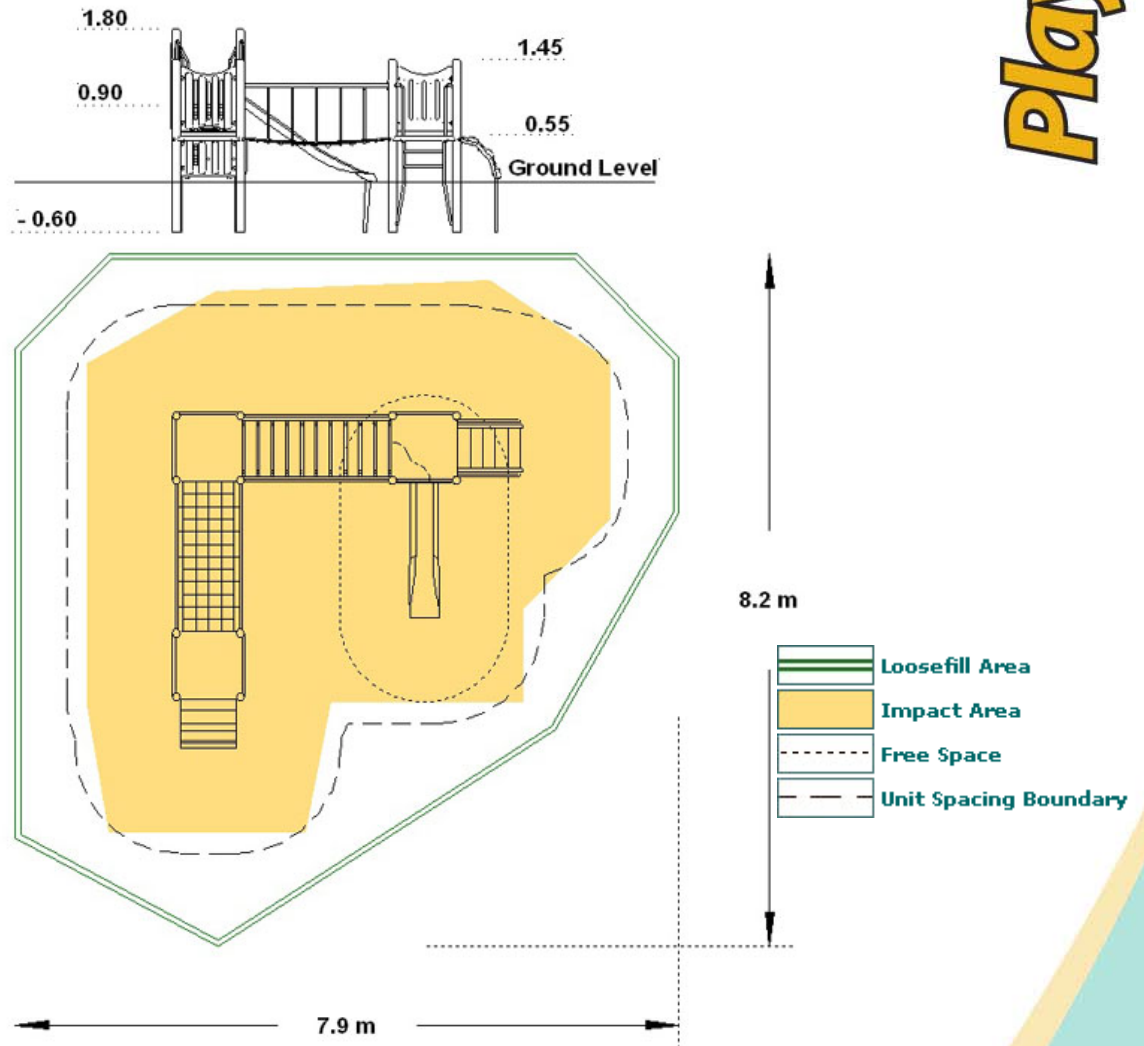 1.80
1.45
0.90
0.55
Ground Level
- 0.60
Play
8.2 m
Loosefill Area
Impact Area
Free Space
Unit Spacing Boundary
7.9 m